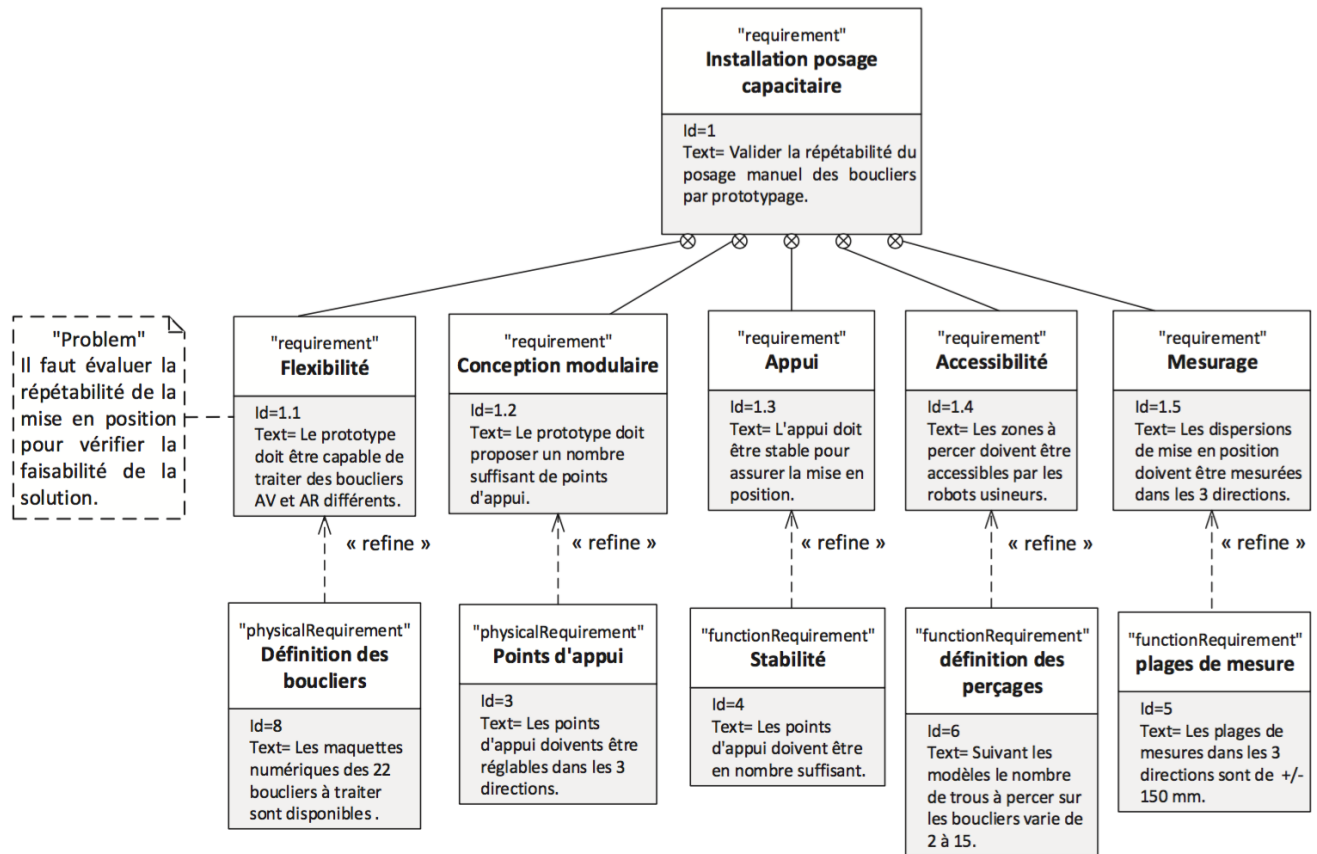 "requirement"
Installation posage
capacitaire
Id=1
Text= Valider la répétabilité du
posage manuel des boucliers
par prototypage.
"Problem"
Il faut évaluer la
répétabilité de la
mise en position
pour vérifier la
faisabilité de la
solution.
"requirement"
Flexibilité
Id=1.1
Text= Le prototype
doit être capable de
traiter des boucliers
AV et AR différents.
"requirement"
Conception modulaire
Id=1.2
Text= Le prototype doit
proposer un nombre
suffisant de points
d'appui.
"requirement"
Appui
Id=1.3
Text= L'appui doit
être stable pour
assurer la mise en
position.
"requirement"
Accessibilité
Id=1.4
Text= Les zones à
percer doivent être
accessibles par les
robots usineurs.
"requirement"
Mesurage
Id=1.5
Text= Les dispersions
de mise en position
doivent être mesurées
dans les 3 directions.
« refine »
« refine »
« refine »
« refine »
« refine »
"physicalRequirement"
Définition des
boucliers
Id=8
Text= Les maquettes
numériques des 22
boucliers à traiter
sont disponibles .
"physicalRequirement"
Points d'appui
Id=3
Text= Les points
d'appui doivents être
réglables dans les 3
directions.
"functionRequirement"
Stabilité
Id=4
Text= Les points
d'appui doivent être
en nombre suffisant.
"functionRequirement"
définition des
perçages
Id=6
Text= Suivant les
modèles le nombre
de trous à percer sur
les boucliers varie de
2 à 15.
"functionRequirement"
plages de mesure
Id=5
Text= Les plages de
mesures dans les 3
directions sont de +/-
150 mm.